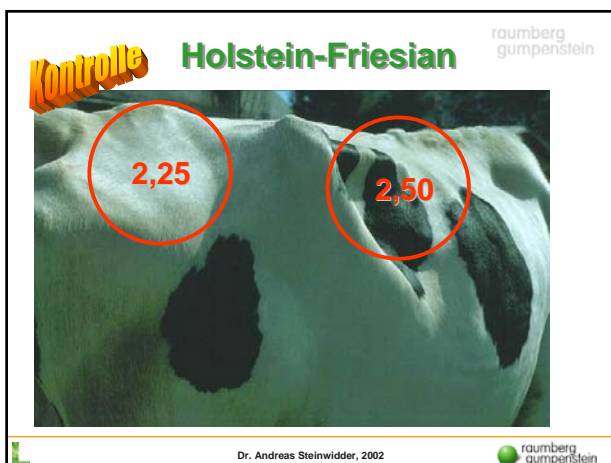 Kontrolle
Holstein-Friesian
raumberg
gumpenstein
2,25
2,50
L
Dr. Andreas Steinwidder, 2002
raumberg
gumpenstein